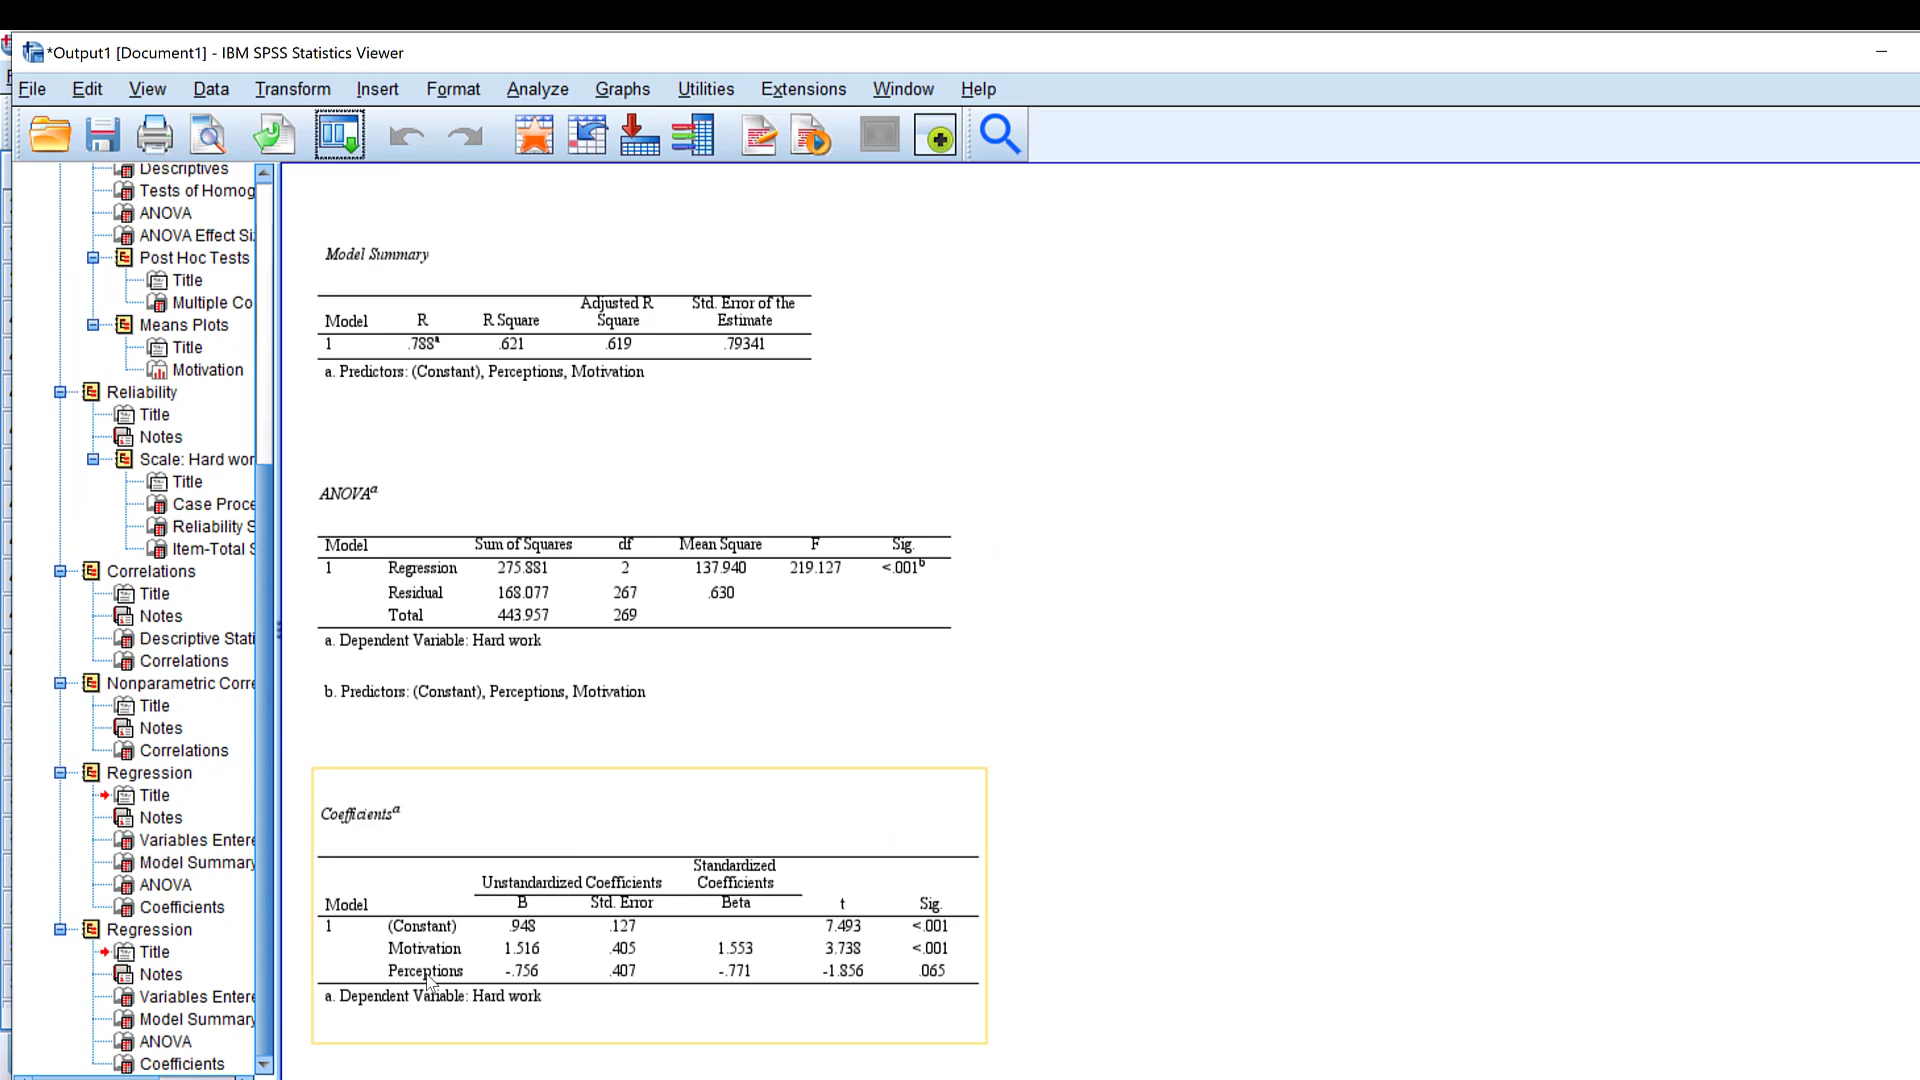 *Output1 [Document1] - IBM SPSS Statistics Viewer
File Edit View Data Transform Insert Format Analyze Graphs Utilities Extensions Window Help
Descriptives
Tests of Homog
ANOVA
ANOVA Effect Si
Post Hoc Tests
Title
Multiple Co
Means Plots
Title
Motivation
Reliability
Title
Notes
Scale: Hard wor
Title
Case Proce
Reliability S
Item-Total S
Correlations
Title
Notes
Descriptive Stati
Correlations
Nonparametric Corre
Title
Notes
Correlations
Regression
Title
Notes
Variables Entere
Model Summary
ANOVA
Coefficients
Regression
Title
Notes
Variables Entere
Model Summary
ANOVA
Coefficients
Model Summary
Adjusted R Std. Error of the
Model R R Square Square Estimate
1 .788a .621 .619 .79341
a. Predictors: (Constant), Perceptions, Motivation
ANOVAa
Model Sum of Squares df Mean Square F Sig.
1 Regression 275.881 2 137.940 219.127 <.001b
Residual 168.077 267 .630
Total 443.957 269
a. Dependent Variable: Hard work
b. Predictors: (Constant), Perceptions, Motivation
Coefficientsa
Standardized
Unstandardized Coefficients Coefficients
Model B Std. Error Beta t Sig.
1 (Constant) .948 .127 7.493 <.001
Motivation 1.516 .405 1.553 3.738 <.001
Perceptions -.756 .407 -.771 -1.856 .065
a. Dependent Variable: Hard work